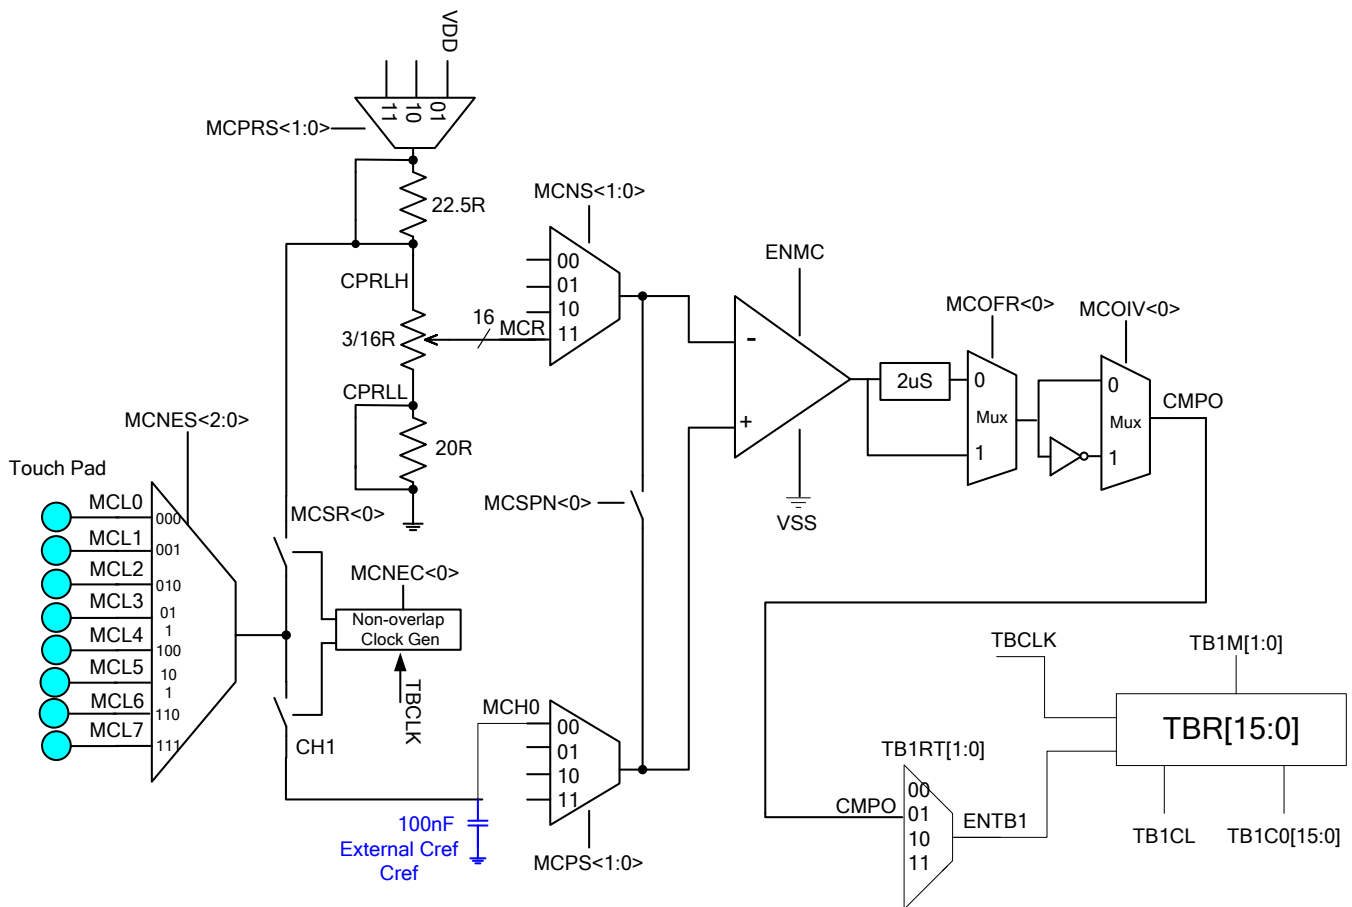 VDD
11
10
01
MCPRS<1:0>
22.5R
MCNS<1:0>
00
01
10
11
CPRLH
16
MCR
3/16R
CPRLL
20R
ENMC
-
+
VSS
2uS
MCOFR<0>
0
Mux
1
MCOIV<0>
0
Mux
1
CMPO
MCNES<2:0>
Touch Pad
MCL0
000
MCL1
001
MCL2
010
MCL3
01
1
MCL4
100
MCL5
10
1
MCL6
110
MCL7
111
MCSR<0>
MCSPN<0>
MCNEC<0>
Non-overlap
Clock Gen
TBCLK
CH1
MCH0
00
01
10
11
MCPS<1:0>
100nF
External Cref
Cref
TBCLK
TB1M[1:0]
TBR[15:0]
TB1RT[1:0]
CMPO
00
01
10
11
ENTB1
TB1CL
TB1C0[15:0]